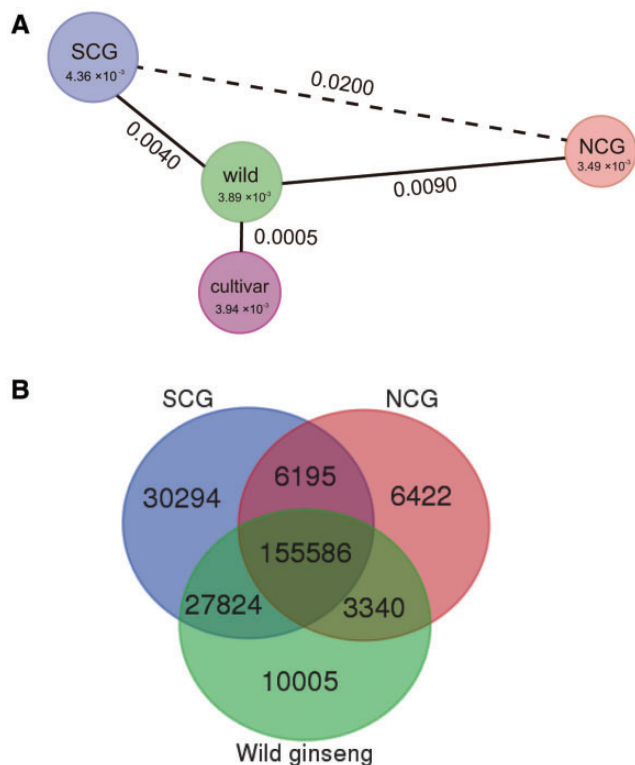 A
SCG
4.36 ×10⁻³
0.0200
NCG
3.49 ×10⁻³
0.0040
wild
3.89 ×10⁻³
0.0090
0.0005
cultivar
3.94 ×10⁻³
B
SCG
NCG
30294
6195
6422
155586
27824
3340
10005
Wild ginseng